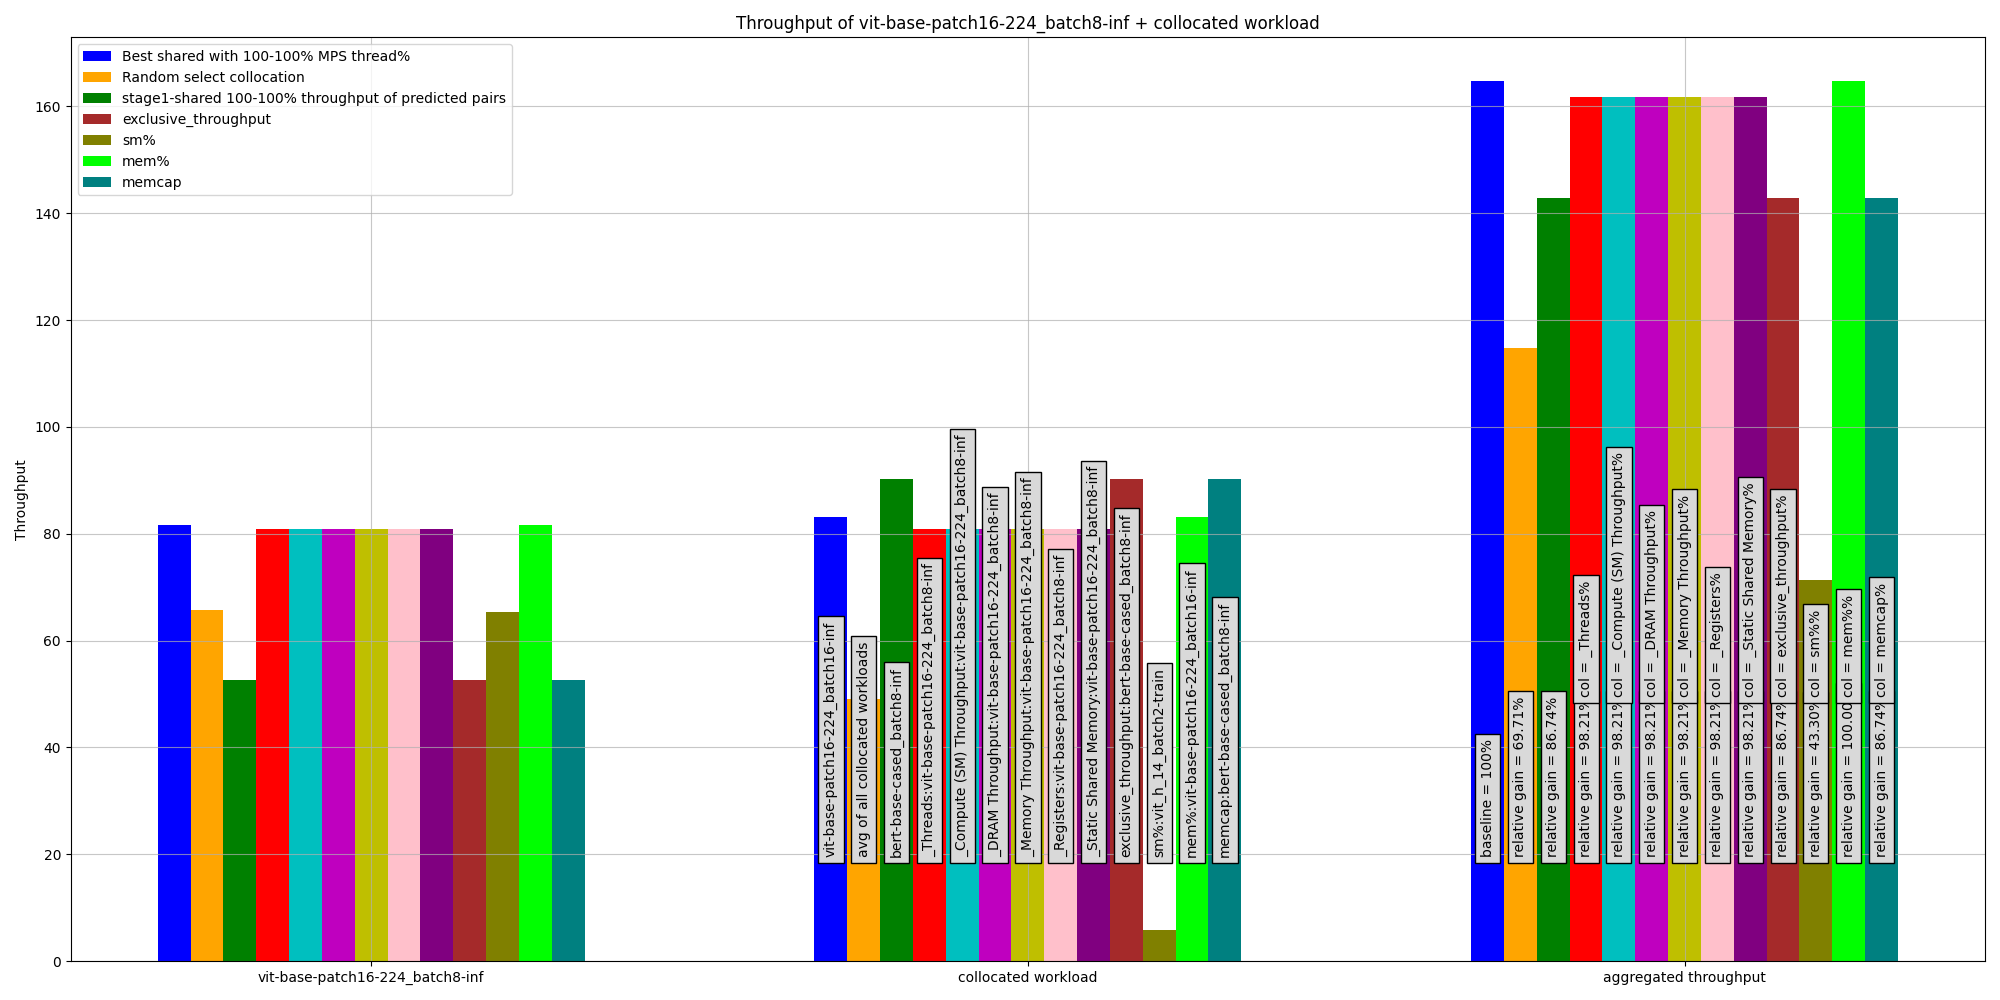 Throughput of vit-base-patch16-224_batch8-inf + collocated workload
Best shared with 100-100% MPS thread%
Random select collocation
stage1-shared 100-100% throughput of predicted pairs
exclusive_throughput
sm%
mem%
memcap
Throughput
160
140
120
100
80
60
40
20
0
vit-base-patch16-224_batch16-inf
avg of all collocated workloads
bert-base-cased_batch8-inf
_Threads:vit-base-patch16-224_batch8-inf
_Compute (SM) Throughput:vit-base-patch16-224_batch8-inf
_DRAM Throughput:vit-base-patch16-224_batch8-inf
_Memory Throughput:vit-base-patch16-224_batch8-inf
_Registers:vit-base-patch16-224_batch8-inf
_Static Shared Memory:vit-base-patch16-224_batch8-inf
exclusive_throughput:bert-base-cased_batch8-inf
sm%:vit_h_14_batch2-train
mem%:vit-base-patch16-224_batch16-inf
memcap:bert-base-cased_batch8-inf
baseline = 100%
relative gain = 69.71%
relative gain = 86.74%
relative gain = 98.21% col = _Threads%
relative gain = 98.21% col = _Compute (SM) Throughput%
relative gain = 98.21% col = _DRAM Throughput%
relative gain = 98.21% col = _Memory Throughput%
relative gain = 98.21% col = _Registers%
relative gain = 98.21% col = _Static Shared Memory%
relative gain = 86.74% col = exclusive_throughput%
relative gain = 43.30% col = sm%%
relative gain = 100.00 col = mem%%
relative gain = 86.74% col = memcap%
vit-base-patch16-224_batch8-inf
collocated workload
aggregated throughput